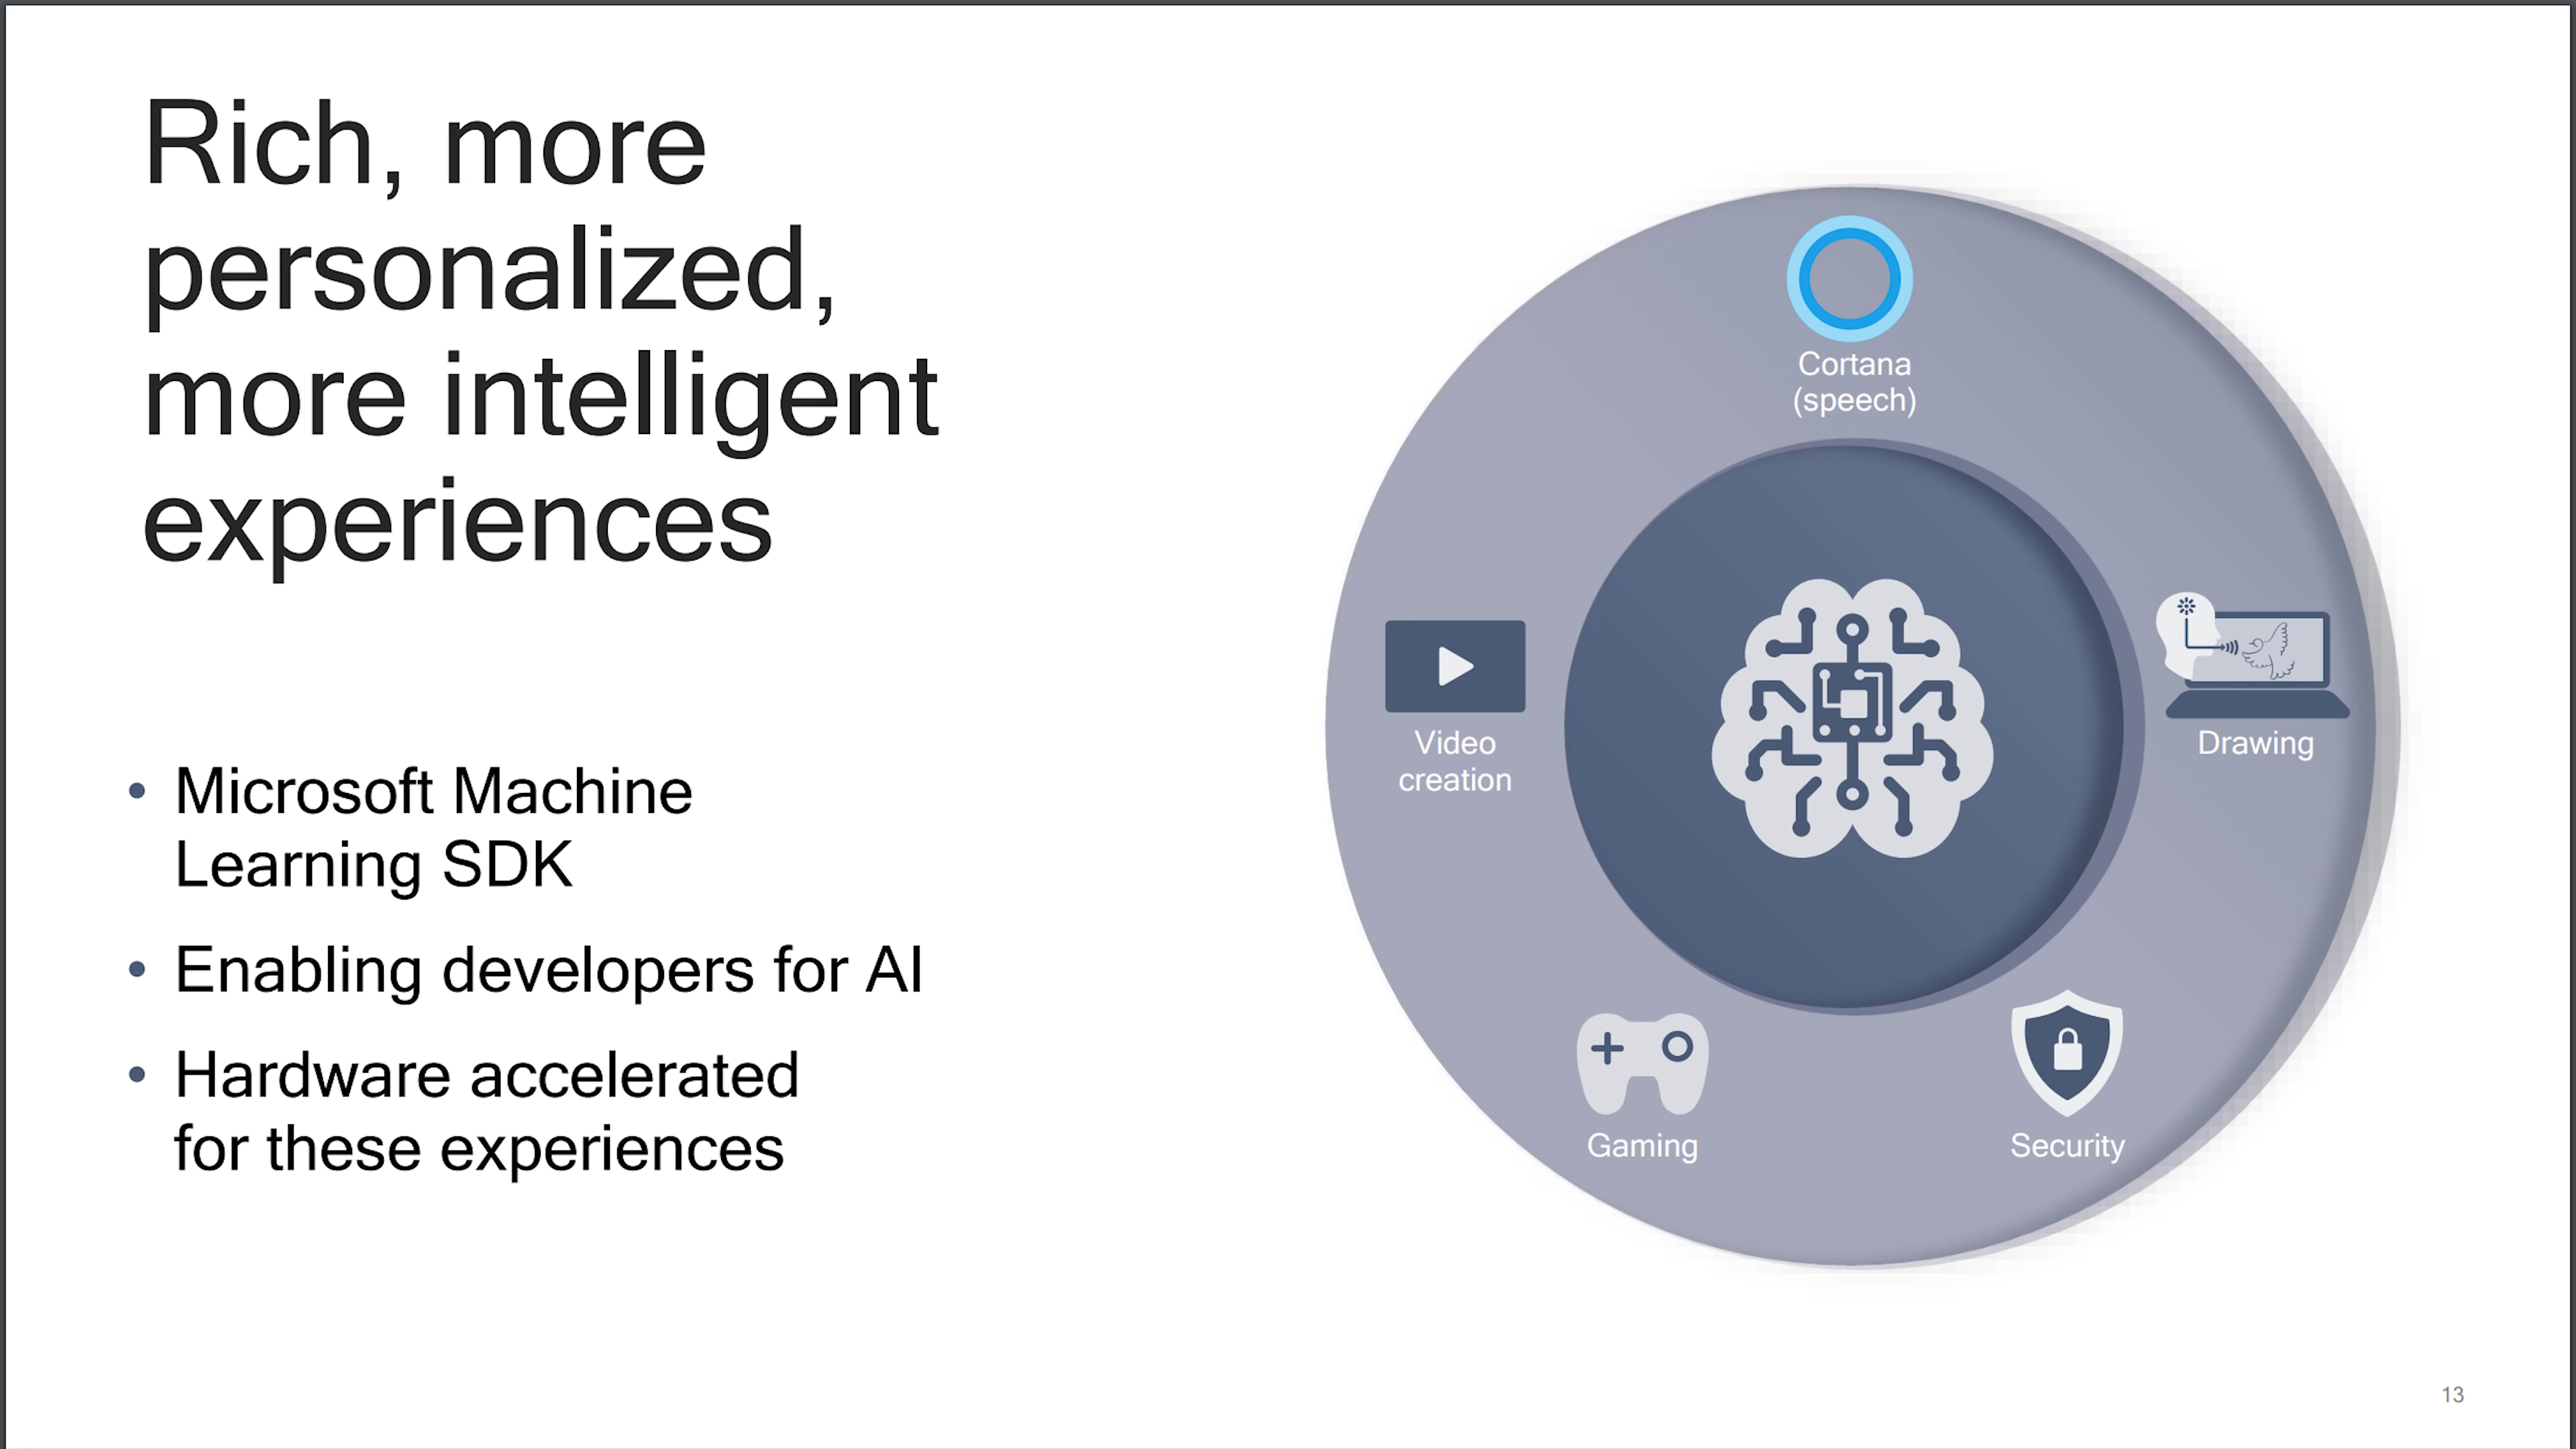 Rich, more
personalized,
more intelligent
experiences
• Microsoft Machine
Learning SDK
• Enabling developers for AI
• Hardware accelerated
for these experiences
Cortana
(speech)
Video
creation
Drawing
Gaming
Security
13